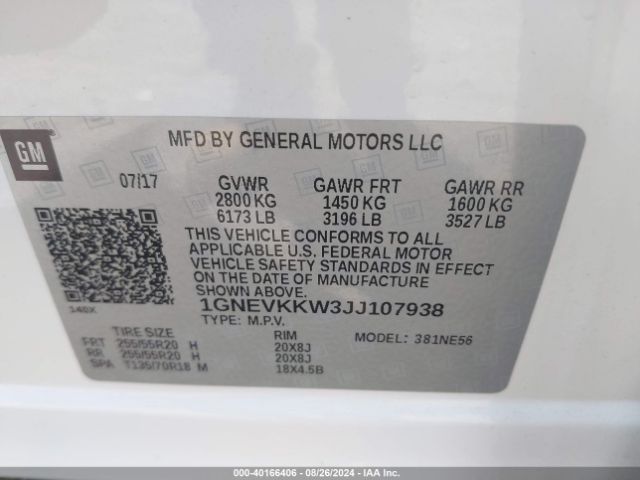 GM
MFD BY GENERAL MOTORS LLC
07/17 GVWR GAWR FRT GAWR RR
2800 KG 1450 KG 1600 KG
6173 LB 3196 LB 3527 LB
THIS VEHICLE CONFORMS TO ALL
APPLICABLE U.S. FEDERAL MOTOR
VEHICLE SAFETY STANDARDS IN EFFECT
ON THE DATE OF MANUFACTURE
SHOWN ABOVE.
140X
1GNEVKKW3JJ107938
TYPE: M.P.V. MODEL: 381NE56
TIRE SIZE RIM
FRT 255/55R20 H 20X8J
RR 255/55R20 H 20X8J
SPA T135/70R18 M 18X4.5B
000-40166406 - 08/26/2024 - IAA Inc.